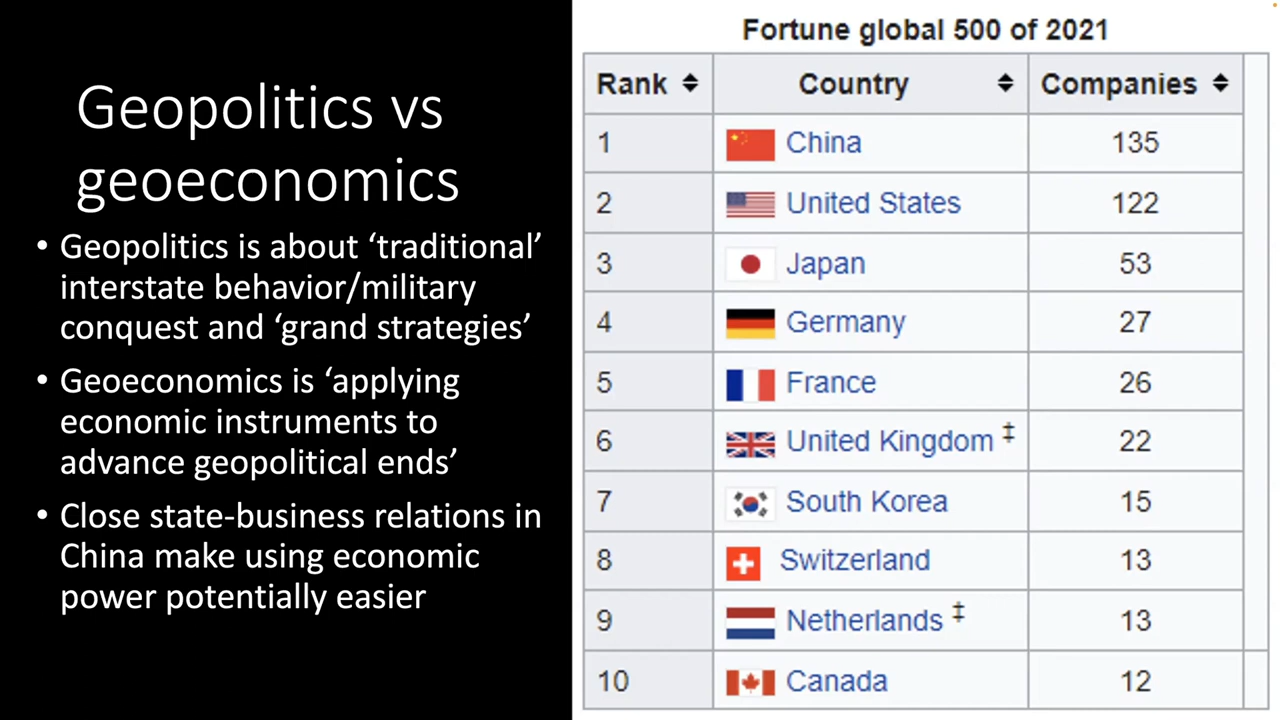 Geopolitics vs
geoeconomics
• Geopolitics is about ‘traditional’
interstate behavior/military
conquest and ‘grand strategies’
• Geoeconomics is ‘applying
economic instruments to
advance geopolitical ends’
• Close state-business relations in
China make using economic
power potentially easier
Fortune global 500 of 2021
Rank Country Companies
1 China 135
2 United States 122
3 Japan 53
4 Germany 27
5 France 26
6 United Kingdom ‡ 22
7 South Korea 15
8 Switzerland 13
9 Netherlands ‡ 13
10 Canada 12